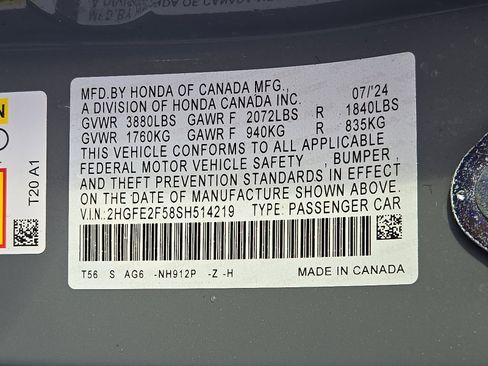 MFD.BY HONDA OF CANADA MFG., 07/'24
A DIVISION OF HONDA CANADA INC.
GVWR 3880LBS GAWR F 2072LBS R 1840LBS
GVWR 1760KG GAWR F 940KG R 835KG
THIS VEHICLE CONFORMS TO ALL APPLICABLE
FEDERAL MOTOR VEHICLE SAFETY , BUMPER ,
AND THEFT PREVENTION STANDARDS IN EFFECT
ON THE DATE OF MANUFACTURE SHOWN ABOVE.
V.I.N.:2HGFE2F58SH514219 TYPE: PASSENGER CAR
T56 S AG6 -NH912P -Z -H MADE IN CANADA
T20 A1